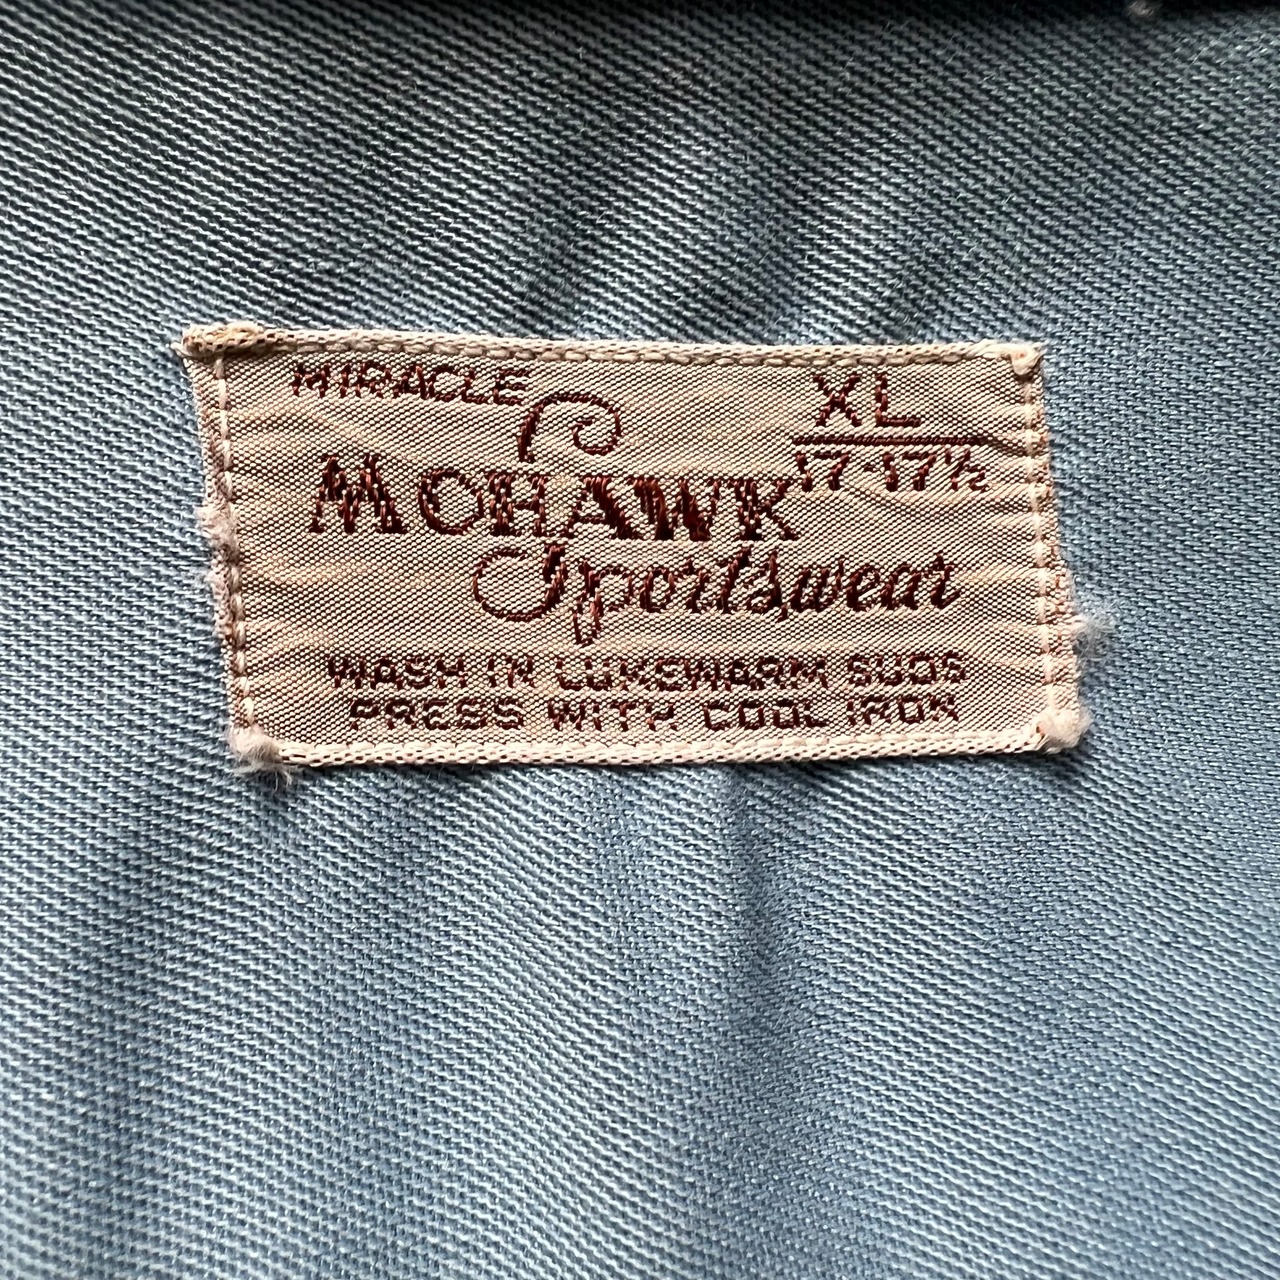 MIRACLE
XL
17-17½
MOHAWK
Sportswear
WASH IN LUKEWARM SUDS
PRESS WITH COOL IRON